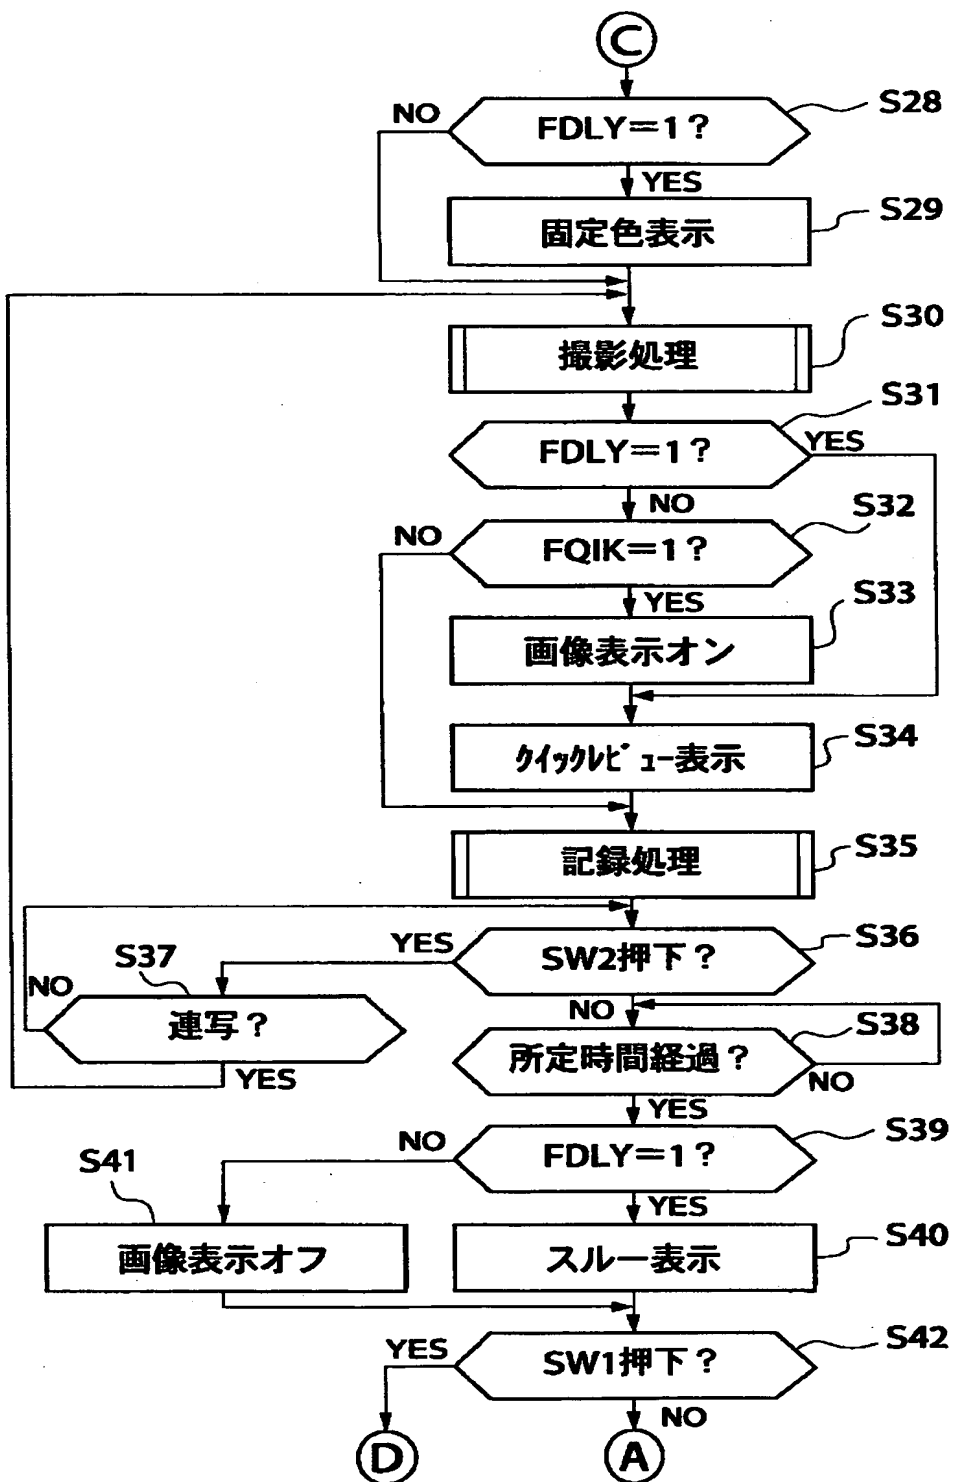 C
S28
NO
FDLY=1?
YES
S29
固定色表示
S30
撮影処理
S31
FDLY=1?
YES
NO
S32
NO
FQIK=1?
YES
S33
画像表示オン
S34
クイックレビュー表示
S35
記録処理
S36
YES
SW2押下?
S37
NO
NO
連写?
YES
S38
所定時間経過?
NO
YES
S39
NO
FDLY=1?
S41
YES
S40
画像表示オフ
スルー表示
S42
YES
SW1押下?
NO
D
A